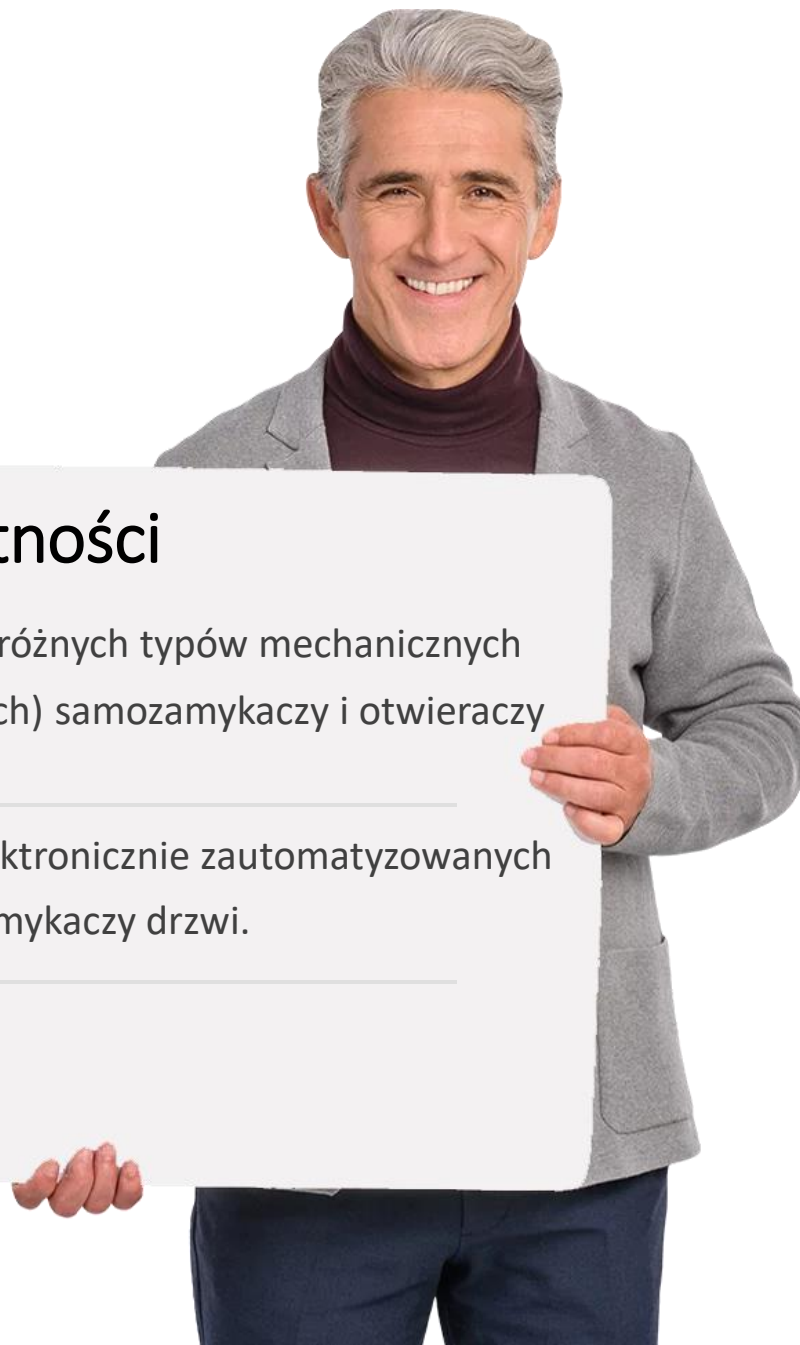 tności
różnych typów mechanicznych
ch) samozamykaczy i otwieraczy
ktronicznie zautomatyzowanych
mykaczy drzwi.